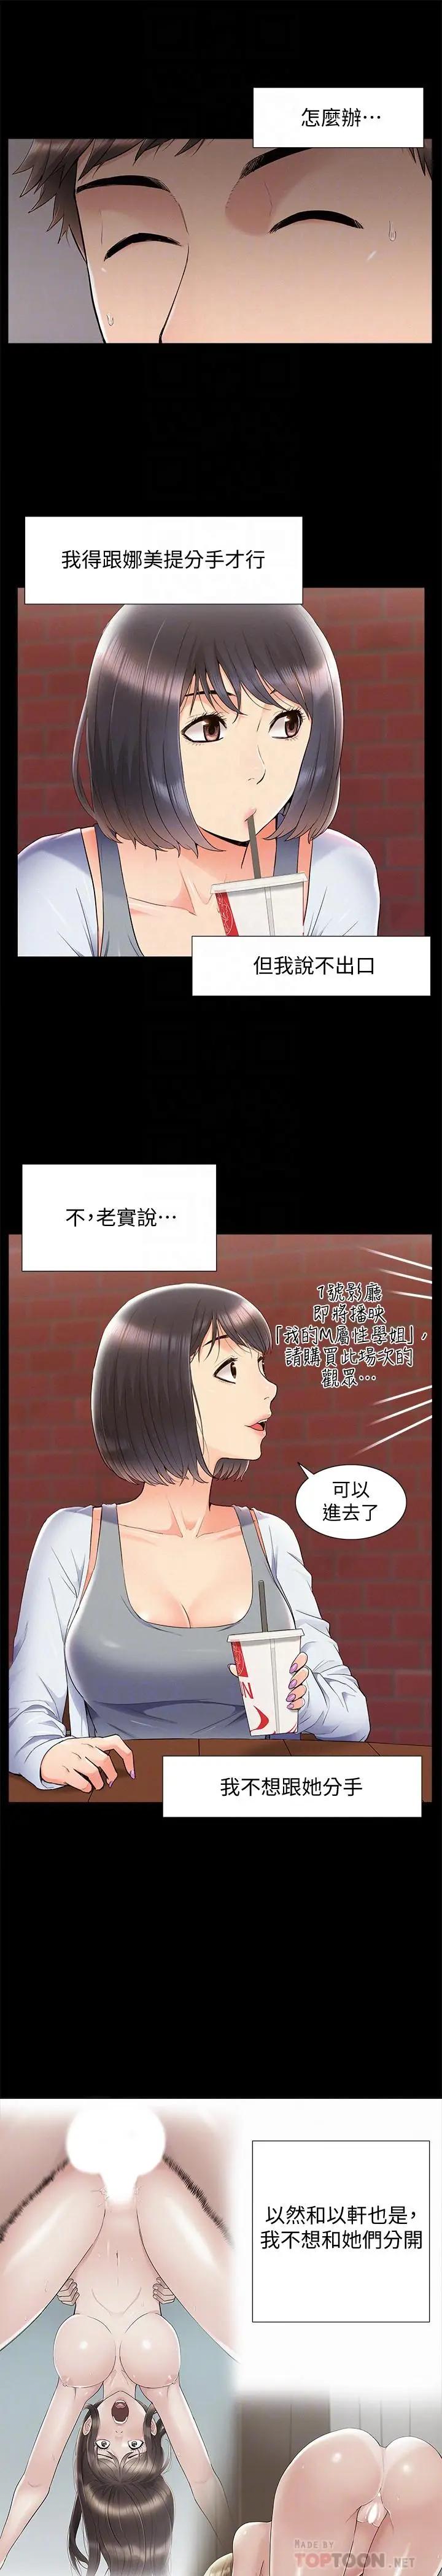 怎麼辦⋯
我得跟娜美提分手才行
但我說不出口
不，老實說⋯
1號影廳
即將播映
「我的M屬性學姐」，
請購買此場次的
觀眾⋯
可以
進去了
我不想跟她分手
以然和以軒也是，
我不想和她們分開
MADE BY
TOPTOON.NET